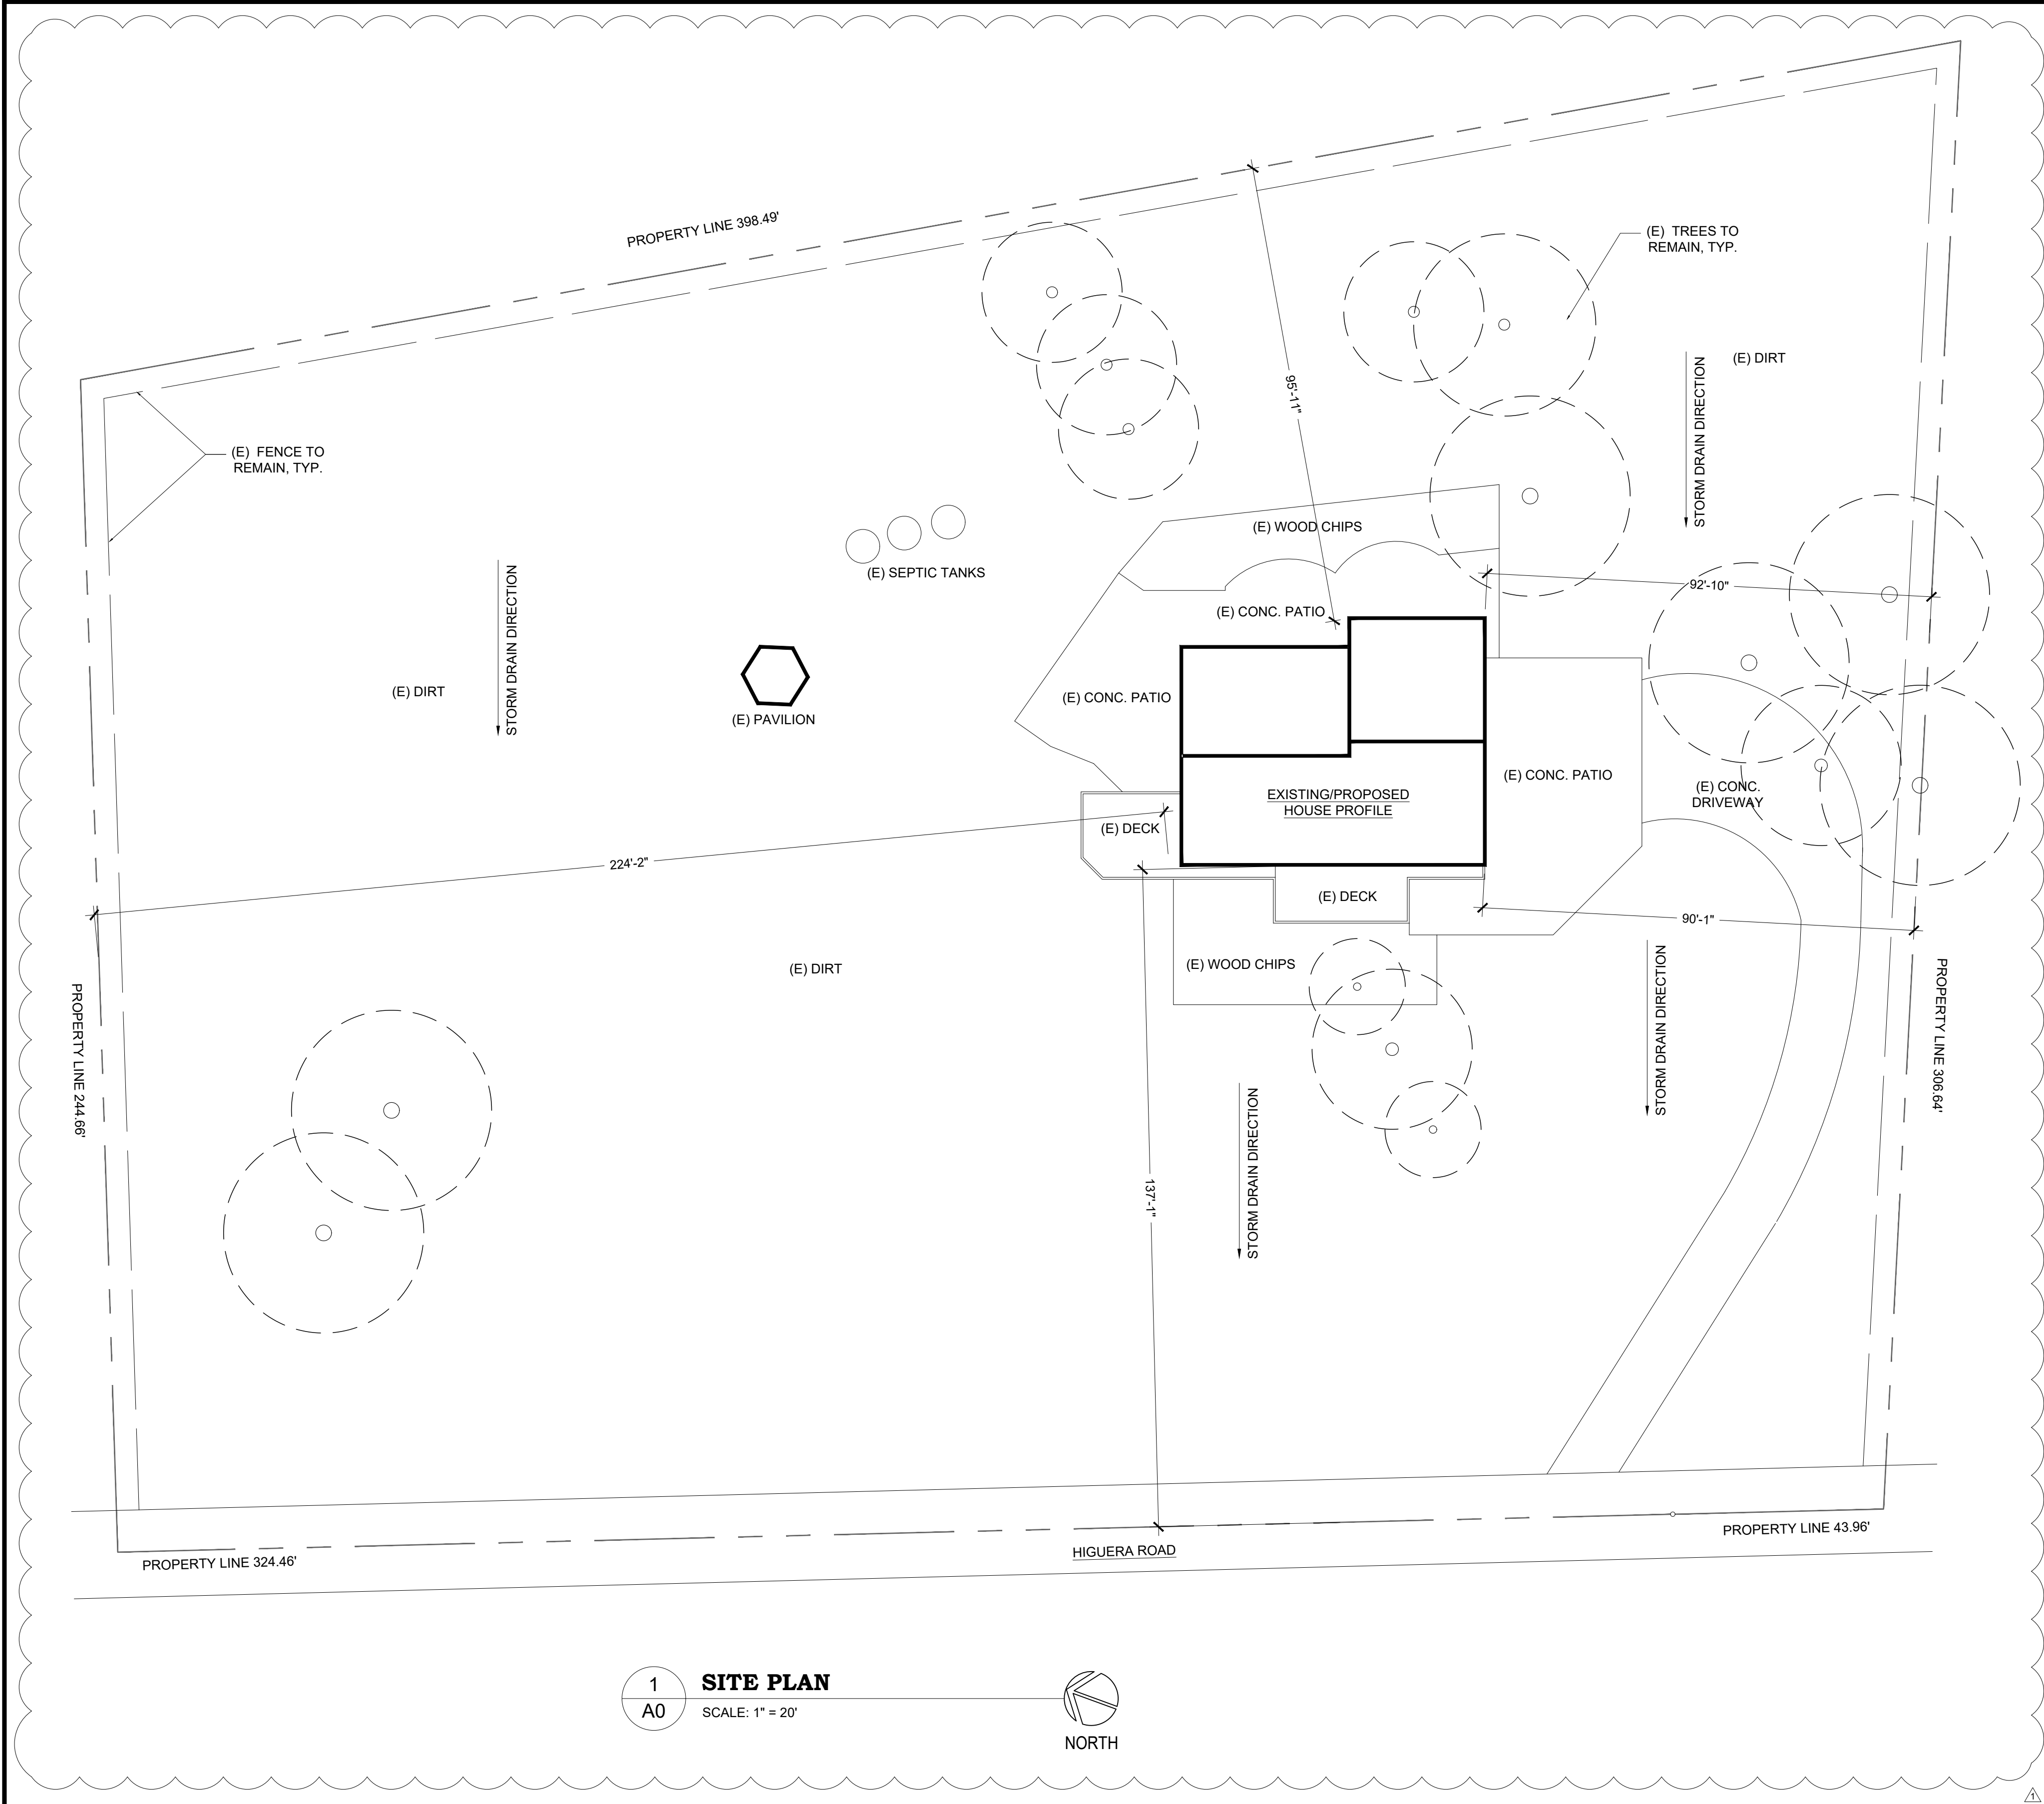 PROPERTY LINE 398.49'
(E) TREES TO
REMAIN, TYP.
(E) DIRT
STORM DRAIN DIRECTION
95'-11"
(E) FENCE TO
REMAIN, TYP.
(E) WOOD CHIPS
(E) SEPTIC TANKS
92'-10"
STORM DRAIN DIRECTION
(E) CONC. PATIO
(E) DIRT
(E) CONC. PATIO
(E) PAVILION
(E) CONC. PATIO
(E) CONC.
DRIVEWAY
EXISTING/PROPOSED
HOUSE PROFILE
(E) DECK
224'-2"
(E) DECK
90'-1"
(E) DIRT
(E) WOOD CHIPS
STORM DRAIN DIRECTION
PROPERTY LINE 244.66'
PROPERTY LINE 306.64'
137'-1"
STORM DRAIN DIRECTION
PROPERTY LINE 324.46'
HIGUERA ROAD
PROPERTY LINE 43.96'
1
A0
SITE PLAN
SCALE: 1" = 20'
NORTH
1